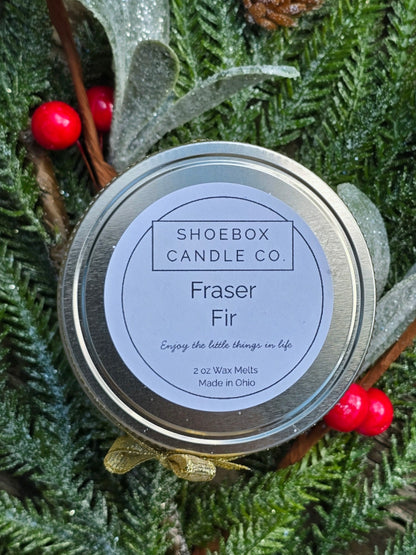 SHOEBOX
CANDLE CO.
Fraser
Fir
Enjoy the little things in life
2 oz Wax Melts
Made in Ohio